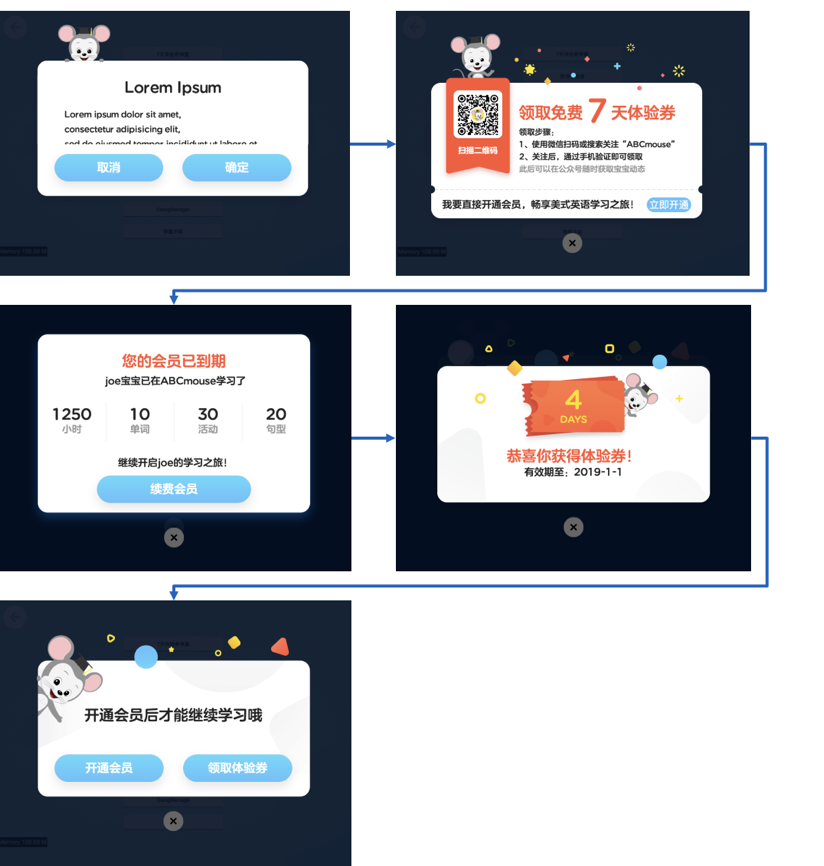 Lorem Ipsum
Lorem ipsum dolor sit amet,
consectetur adipisicing elit,
sed do eiusmod tempor incididunt ut labore et
取消
确定
领取免费 7 天体验券
领取步骤：
1、使用微信扫码或搜索关注“ABCmouse”
2、关注后，通过手机验证即可领取
此后可以在公众号随时获取宝宝动态
扫描二维码
我要直接开通会员，畅享美式英语学习之旅！
立即开通
您的会员已到期
joe宝宝已在ABCmouse学习了
1250 10 30 20
小时 单词 活动 句型
继续开启joe的学习之旅！
续费会员
4
DAYS
恭喜你获得体验券！
有效期至：2019-1-1
开通会员后才能继续学习哦
开通会员
领取体验券